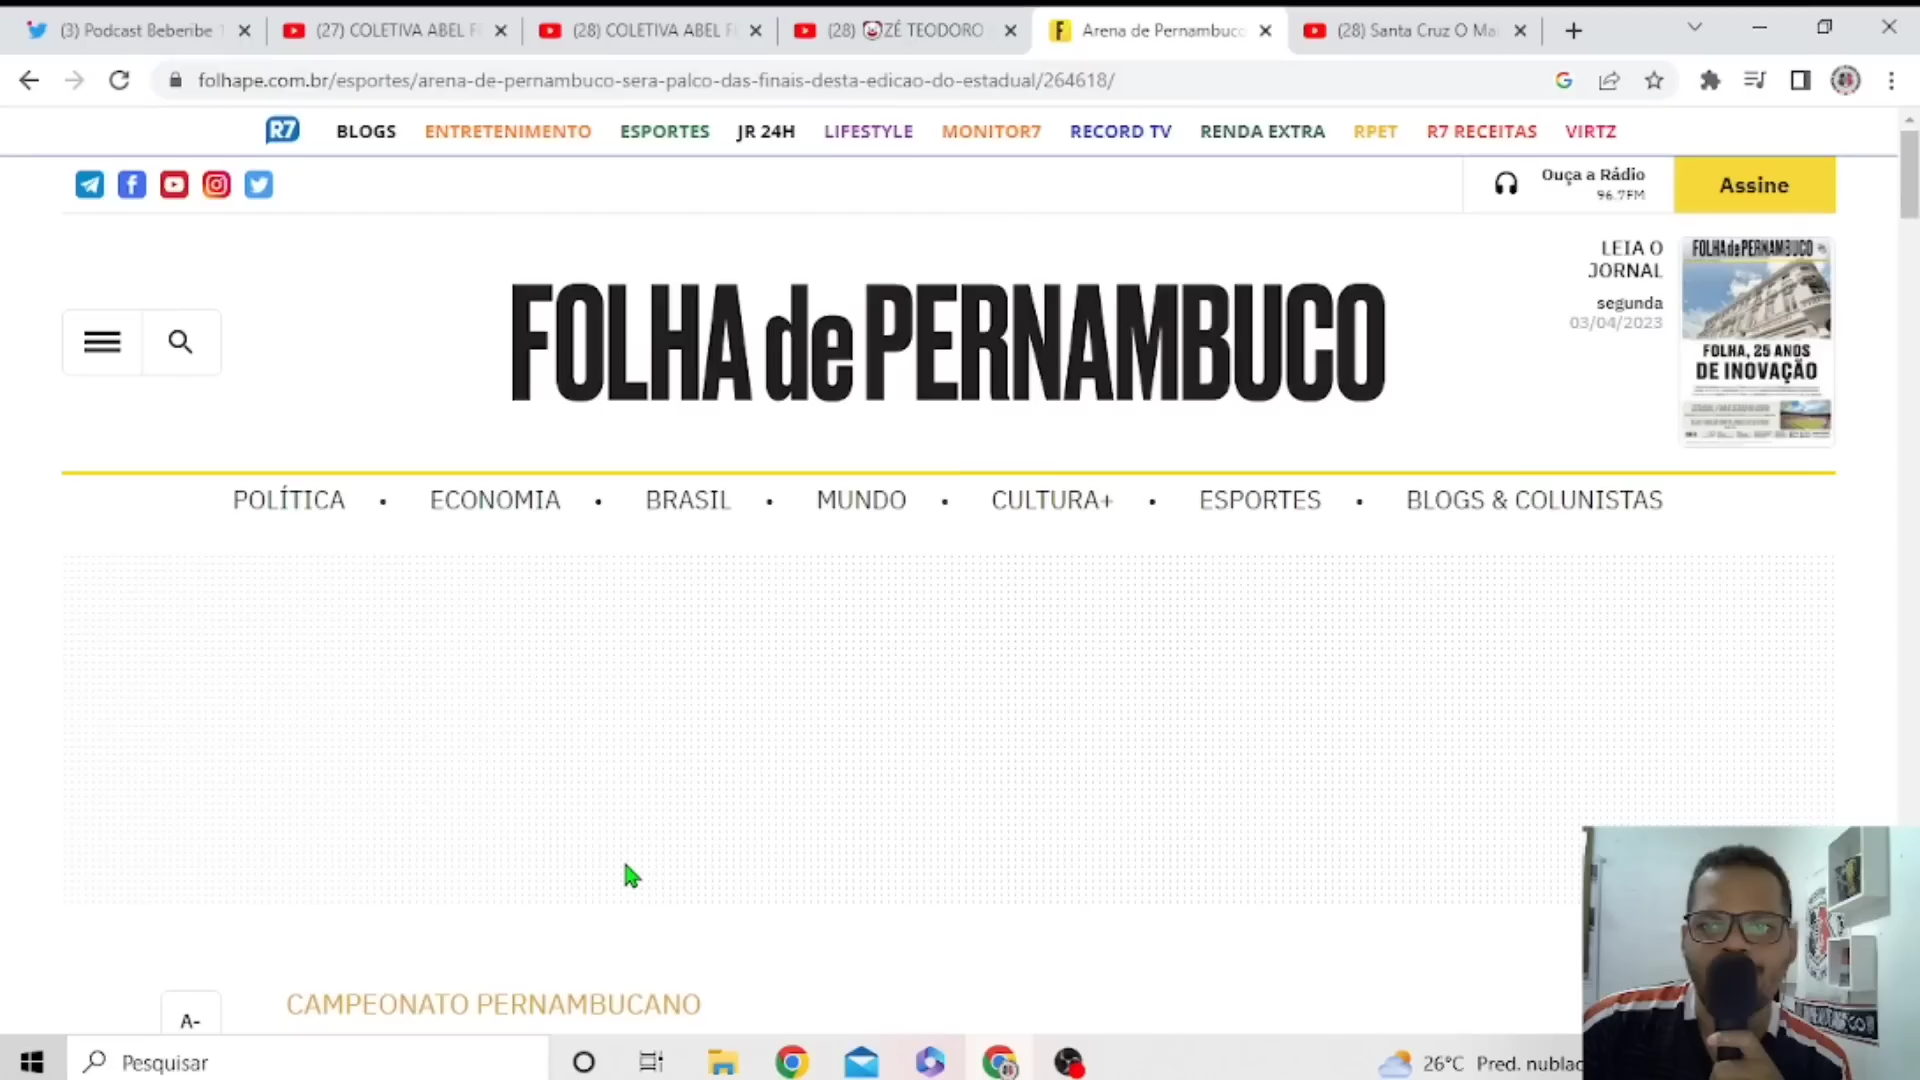 (3) Podcast Beberibe
(27) COLETIVA ABEL F
(28) COLETIVA ABEL F
(28) ZÉ TEODORO
Arena de Pernambuco
(28) Santa Cruz O Ma
folhape.com.br/esportes/arena-de-pernambuco-sera-palco-das-finais-desta-edicao-do-estadual/264618/
R7 BLOGS ENTRETENIMENTO ESPORTES JR 24H LIFESTYLE MONITOR7 RECORD TV RENDA EXTRA RPET R7 RECEITAS VIRTZ
Ouça a Rádio
96.7FM
Assine
LEIA O
JORNAL
segunda
03/04/2023
FOLHA de PERNAMBUCO
FOLHA de PERNAMBUCO
FOLHA, 25 ANOS
DE INOVAÇÃO
POLÍTICA • ECONOMIA • BRASIL • MUNDO • CULTURA+ • ESPORTES • BLOGS & COLUNISTAS
A-
CAMPEONATO PERNAMBUCANO
Pesquisar
26°C Pred. nublad